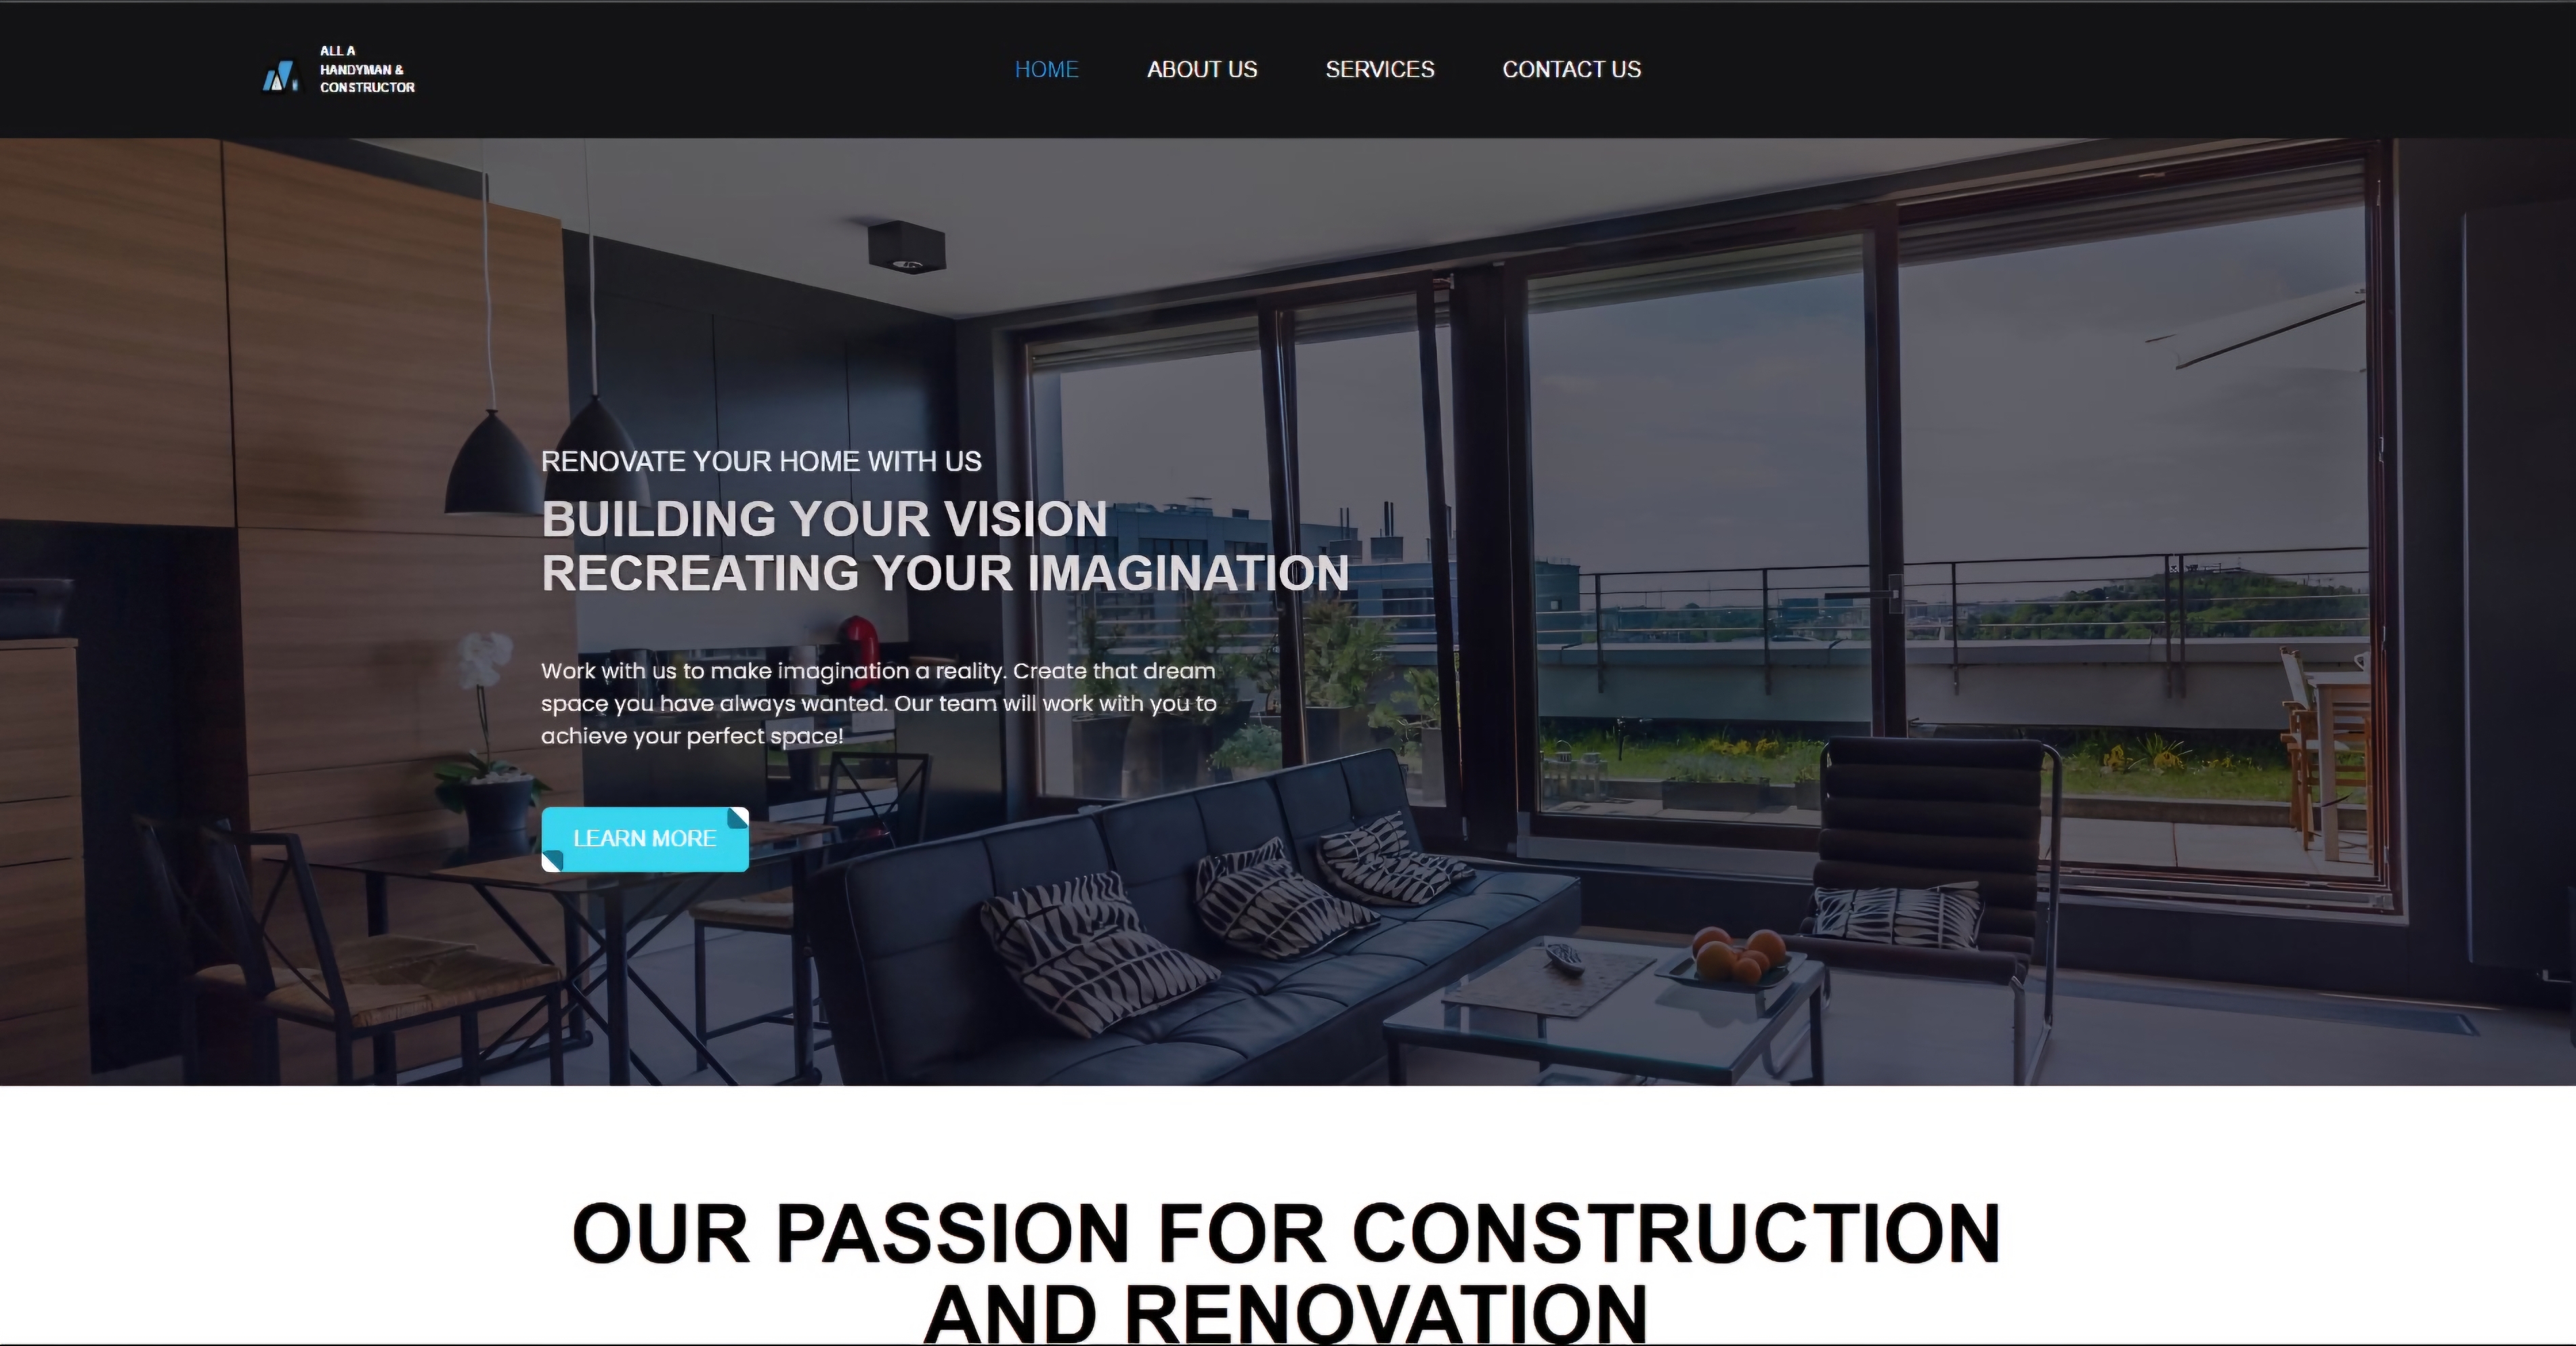 ALL A
HANDYMAN &
CONSTRUCTOR
HOME
ABOUT US
SERVICES
CONTACT US
RENOVATE YOUR HOME WITH US
BUILDING YOUR VISION
RECREATING YOUR IMAGINATION
Work with us to make imagination a reality. Create that dream
space you have always wanted. Our team will work with you to
achieve your perfect space!
LEARN MORE
OUR PASSION FOR CONSTRUCTION
AND RENOVATION